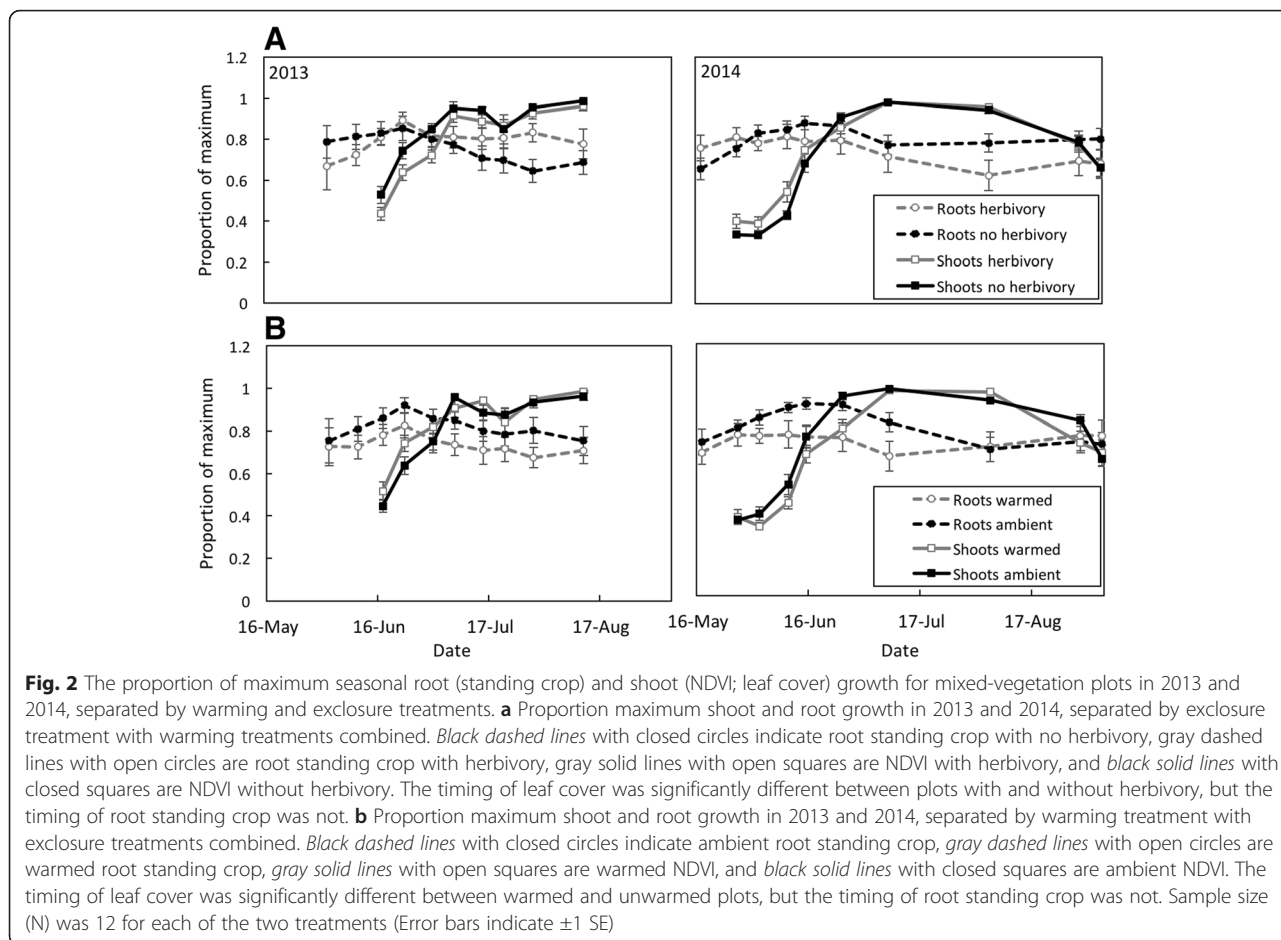 A
2013
2014
Proportion of maximum
1.2
1
0.8
0.6
0.4
0.2
0
Roots herbivory
Roots no herbivory
Shoots herbivory
Shoots no herbivory
B
Proportion of maximum
1.2
1
0.8
0.6
0.4
0.2
0
Roots warmed
Roots ambient
Shoots warmed
Shoots ambient
16-May 16-Jun 17-Jul 17-Aug
Date
16-May 16-Jun 17-Jul 17-Aug
Date
Fig. 2 The proportion of maximum seasonal root (standing crop) and shoot (NDVI; leaf cover) growth for mixed-vegetation plots in 2013 and
2014, separated by warming and exclosure treatments. a Proportion maximum shoot and root growth in 2013 and 2014, separated by exclosure
treatment with warming treatments combined. Black dashed lines with closed circles indicate root standing crop with no herbivory, gray dashed
lines with open circles are root standing crop with herbivory, gray solid lines with open squares are NDVI with herbivory, and black solid lines with
closed squares are NDVI without herbivory. The timing of leaf cover was significantly different between plots with and without herbivory, but the
timing of root standing crop was not. b Proportion maximum shoot and root growth in 2013 and 2014, separated by warming treatment with
exclosure treatments combined. Black dashed lines with closed circles indicate ambient root standing crop, gray dashed lines with open circles are
warmed root standing crop, gray solid lines with open squares are warmed NDVI, and black solid lines with closed squares are ambient NDVI. The
timing of leaf cover was significantly different between warmed and unwarmed plots, but the timing of root standing crop was not. Sample size
(N) was 12 for each of the two treatments (Error bars indicate ±1 SE)